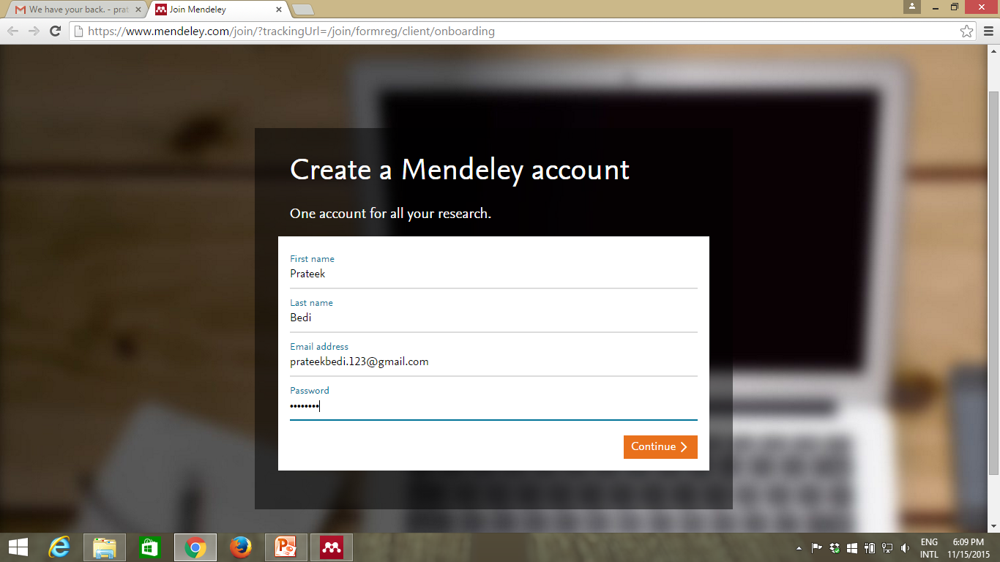 We have your back. - prat
Join Mendeley
https://www.mendeley.com/join/?trackingUrl=/join/formreg/client/onboarding
Create a Mendeley account
One account for all your research.
First name
Prateek
Last name
Bedi
Email address
prateekbedi.123@gmail.com
Password
••••••••
Continue
ENG 6:09 PM
INTL 11/15/2015